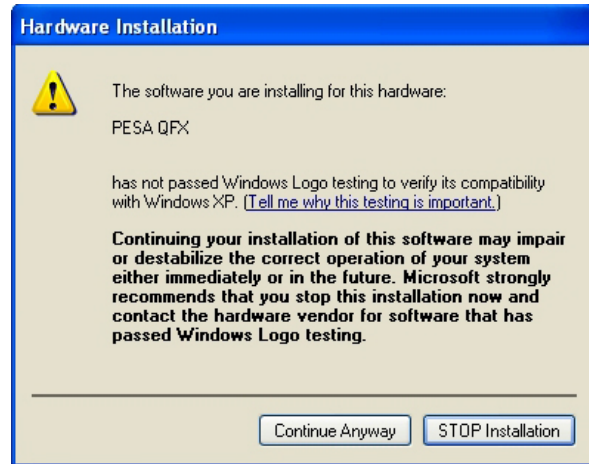 Hardware Installation
The software you are installing for this hardware:
PESA QFX
has not passed Windows Logo testing to verify its compatibility
with Windows XP. (Tell me why this testing is important.)
Continuing your installation of this software may impair
or destabilize the correct operation of your system
either immediately or in the future. Microsoft strongly
recommends that you stop this installation now and
contact the hardware vendor for software that has
passed Windows Logo testing.
Continue Anyway
STOP Installation